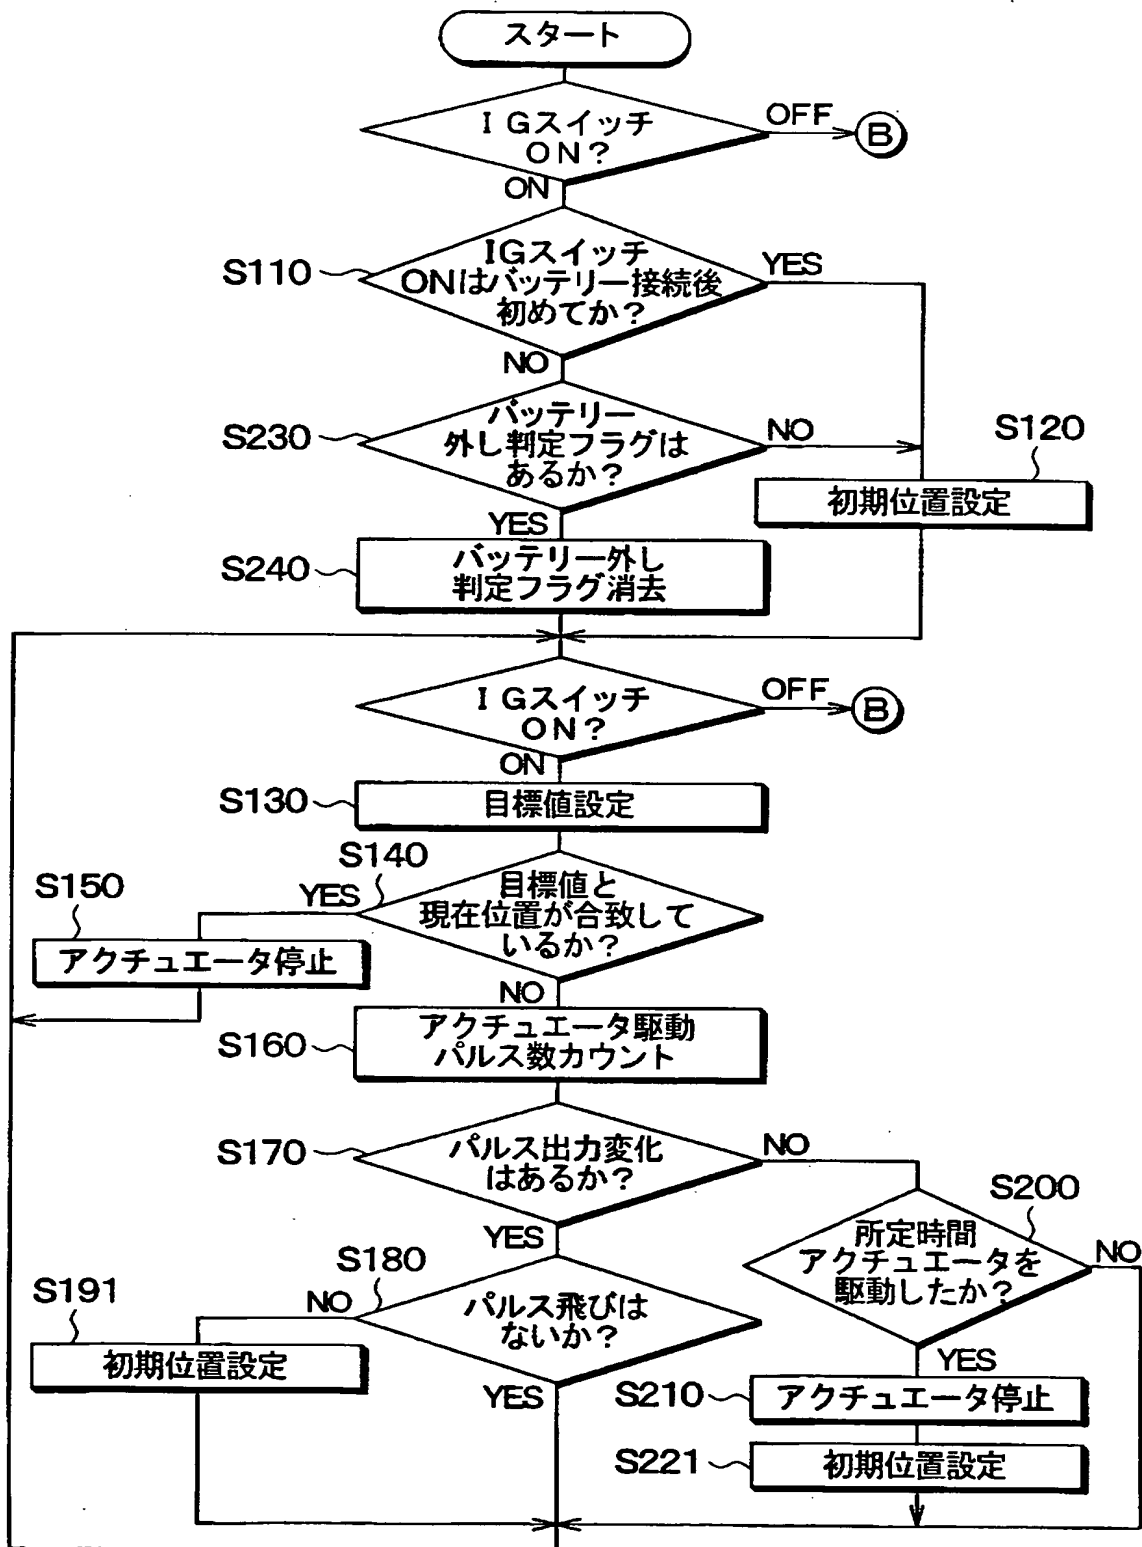 スタート
IGスイッチ
ON?
OFF
B
ON
S110
IGスイッチ
ONはバッテリー接続後
初めてか?
YES
NO
S230
バッテリー
外し判定フラグは
あるか?
NO
S120
初期位置設定
YES
S240
バッテリー外し
判定フラグ消去
IGスイッチ
ON?
OFF
B
ON
S130
目標値設定
S140
S150
YES
目標値と
現在位置が合致して
いるか?
アクチュエータ停止
NO
S160
アクチュエータ駆動
パルス数カウント
S170
パルス出力変化
はあるか?
NO
S200
YES
所定時間
アクチュエータを
駆動したか?
NO
S180
S191
NO
パルス飛びは
ないか?
初期位置設定
YES
YES
S210
アクチュエータ停止
S221
初期位置設定